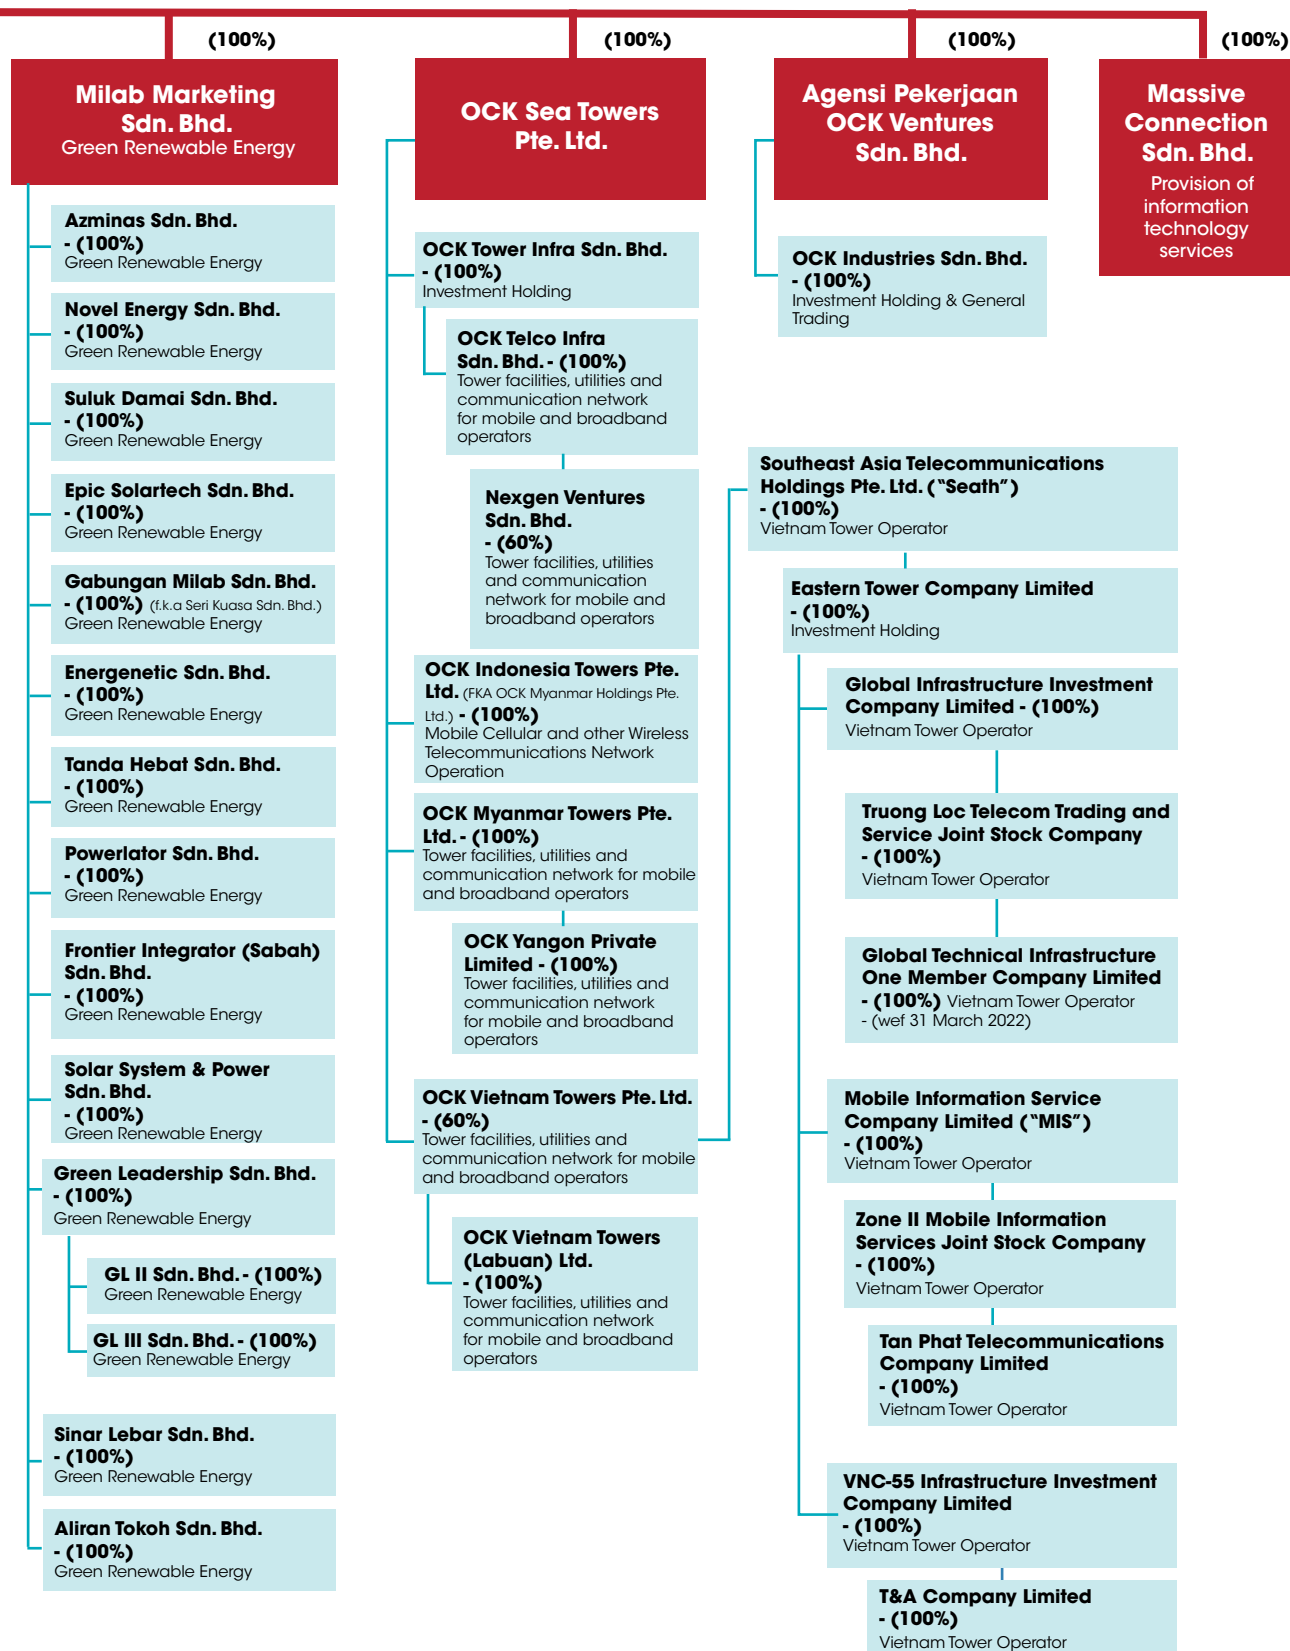 (100%)
Milab Marketing
Sdn. Bhd.
Green Renewable Energy
Azminas Sdn. Bhd.
- (100%)
Green Renewable Energy
Novel Energy Sdn. Bhd.
- (100%)
Green Renewable Energy
Suluk Damai Sdn. Bhd.
- (100%)
Green Renewable Energy
Epic Solartech Sdn. Bhd.
- (100%)
Green Renewable Energy
Gabungan Milab Sdn. Bhd.
- (100%) (f.k.a Seri Kuasa Sdn. Bhd.)
Green Renewable Energy
Energenetic Sdn. Bhd.
- (100%)
Green Renewable Energy
Tanda Hebat Sdn. Bhd.
- (100%)
Green Renewable Energy
Powerlator Sdn. Bhd.
- (100%)
Green Renewable Energy
Frontier Integrator (Sabah)
Sdn. Bhd.
- (100%)
Green Renewable Energy
Solar System & Power
Sdn. Bhd.
- (100%)
Green Renewable Energy
Green Leadership Sdn. Bhd.
- (100%)
Green Renewable Energy
GL II Sdn. Bhd. - (100%)
Green Renewable Energy
GL III Sdn. Bhd. - (100%)
Green Renewable Energy
Sinar Lebar Sdn. Bhd.
- (100%)
Green Renewable Energy
Aliran Tokoh Sdn. Bhd.
- (100%)
Green Renewable Energy
(100%)
OCK Sea Towers
Pte. Ltd.
OCK Tower Infra Sdn. Bhd.
- (100%)
Investment Holding
OCK Telco Infra
Sdn. Bhd. - (100%)
Tower facilities, utilities and
communication network
for mobile and broadband
operators
Nexgen Ventures
Sdn. Bhd.
- (60%)
Tower facilities, utilities
and communication
network for mobile and
broadband operators
OCK Indonesia Towers Pte.
Ltd. (FKA OCK Myanmar Holdings Pte.
Ltd.) - (100%)
Mobile Cellular and other Wireless
Telecommunications Network
Operation
OCK Myanmar Towers Pte.
Ltd. - (100%)
Tower facilities, utilities and
communication network for mobile
and broadband operators
OCK Yangon Private
Limited - (100%)
Tower facilities, utilities and
communication network
for mobile and broadband
operators
OCK Vietnam Towers Pte. Ltd.
- (60%)
Tower facilities, utilities and
communication network for mobile
and broadband operators
OCK Vietnam Towers
(Labuan) Ltd.
- (100%)
Tower facilities, utilities and
communication network
for mobile and broadband
operators
(100%)
Agensi Pekerjaan
OCK Ventures
Sdn. Bhd.
OCK Industries Sdn. Bhd.
- (100%)
Investment Holding & General
Trading
Southeast Asia Telecommunications
Holdings Pte. Ltd. ("Seath")
- (100%)
Vietnam Tower Operator
Eastern Tower Company Limited
- (100%)
Investment Holding
Global Infrastructure Investment
Company Limited - (100%)
Vietnam Tower Operator
Truong Loc Telecom Trading and
Service Joint Stock Company
- (100%)
Vietnam Tower Operator
Global Technical Infrastructure
One Member Company Limited
- (100%) Vietnam Tower Operator
- (wef 31 March 2022)
Mobile Information Service
Company Limited ("MIS")
- (100%)
Vietnam Tower Operator
Zone II Mobile Information
Services Joint Stock Company
- (100%)
Vietnam Tower Operator
Tan Phat Telecommunications
Company Limited
- (100%)
Vietnam Tower Operator
VNC-55 Infrastructure Investment
Company Limited
- (100%)
Vietnam Tower Operator
T&A Company Limited
- (100%)
Vietnam Tower Operator
(100%)
Massive
Connection
Sdn. Bhd.
Provision of
information
technology
services